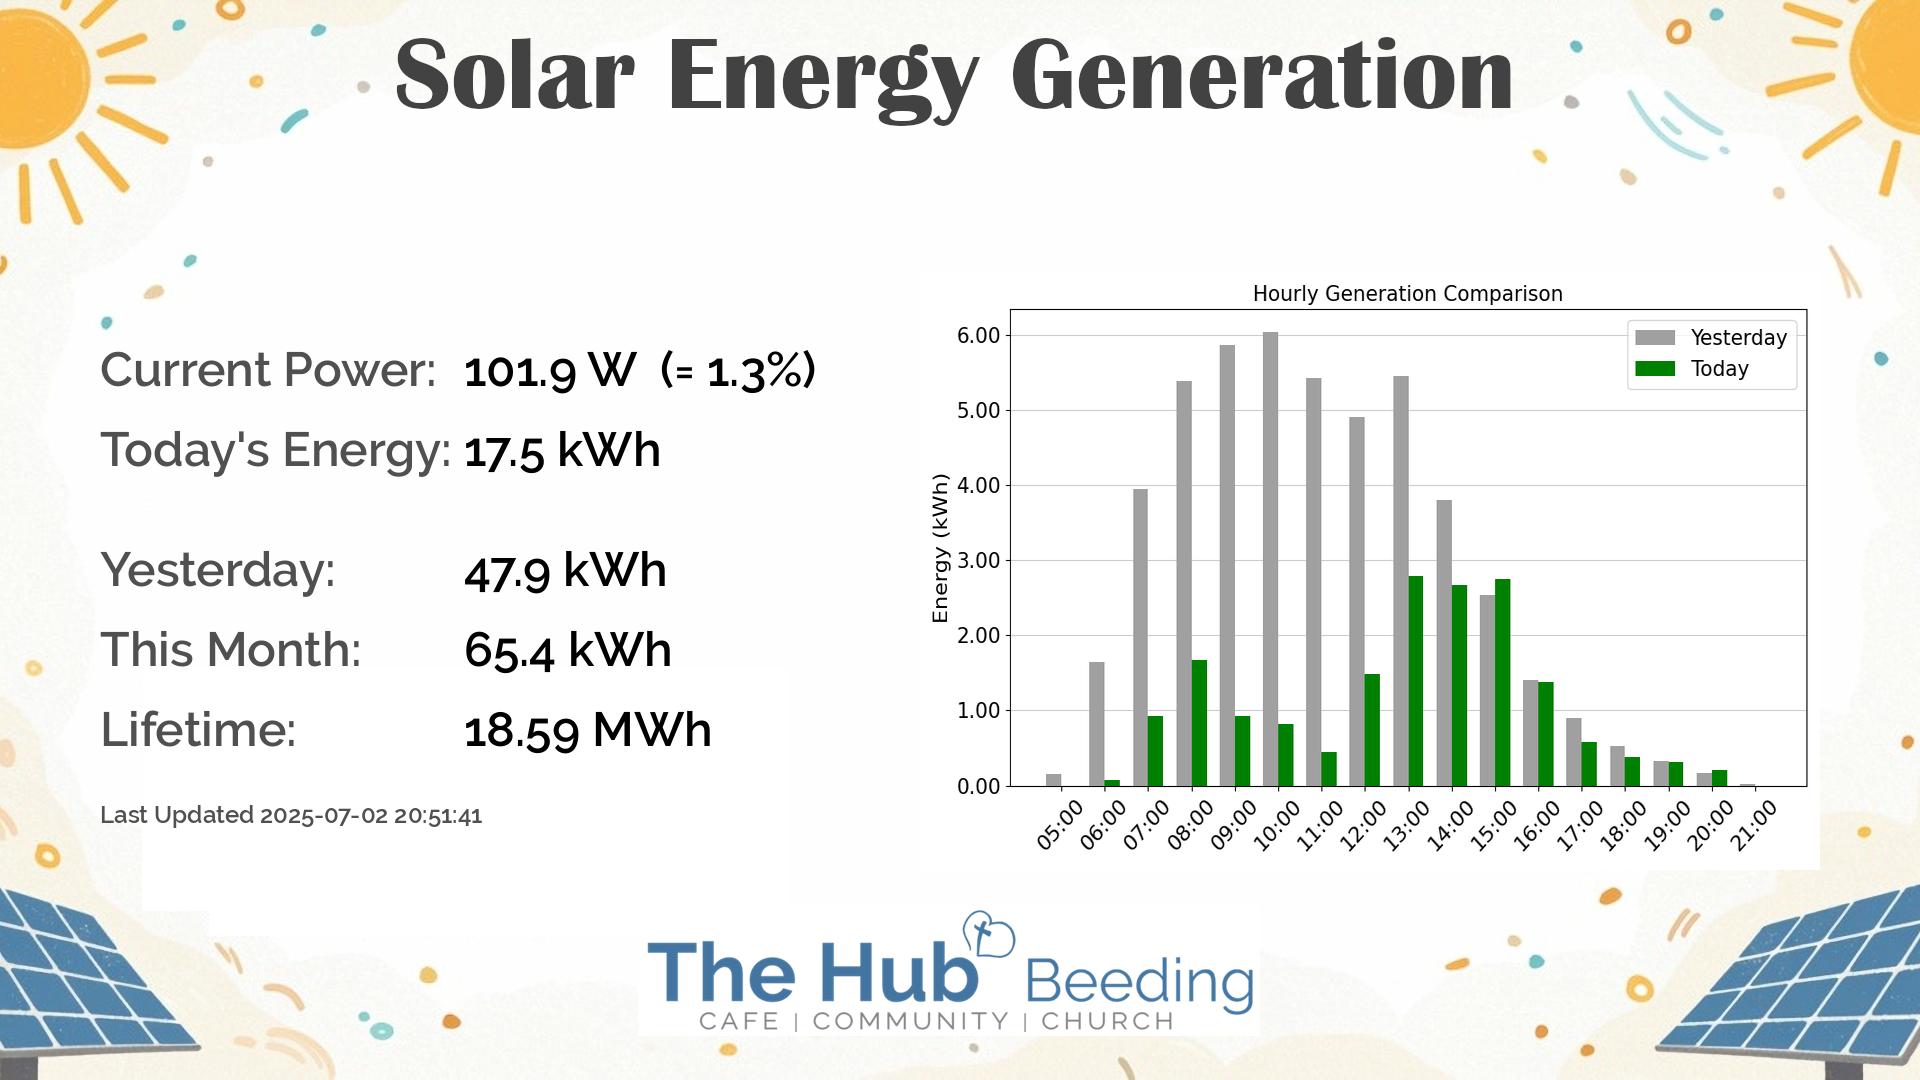 Solar Energy Generation
Current Power: 101.9 W (= 1.3%)
Today's Energy: 17.5 kWh
Yesterday: 47.9 kWh
This Month: 65.4 kWh
Lifetime: 18.59 MWh
Last Updated 2025-07-02 20:51:41
Hourly Generation Comparison
Yesterday
Today
Energy (kWh)
6.00
5.00
4.00
3.00
2.00
1.00
0.00
05:00 06:00 07:00 08:00 09:00 10:00 11:00 12:00 13:00 14:00 15:00 16:00 17:00 18:00 19:00 20:00 21:00
The Hub Beeding
CAFE | COMMUNITY | CHURCH